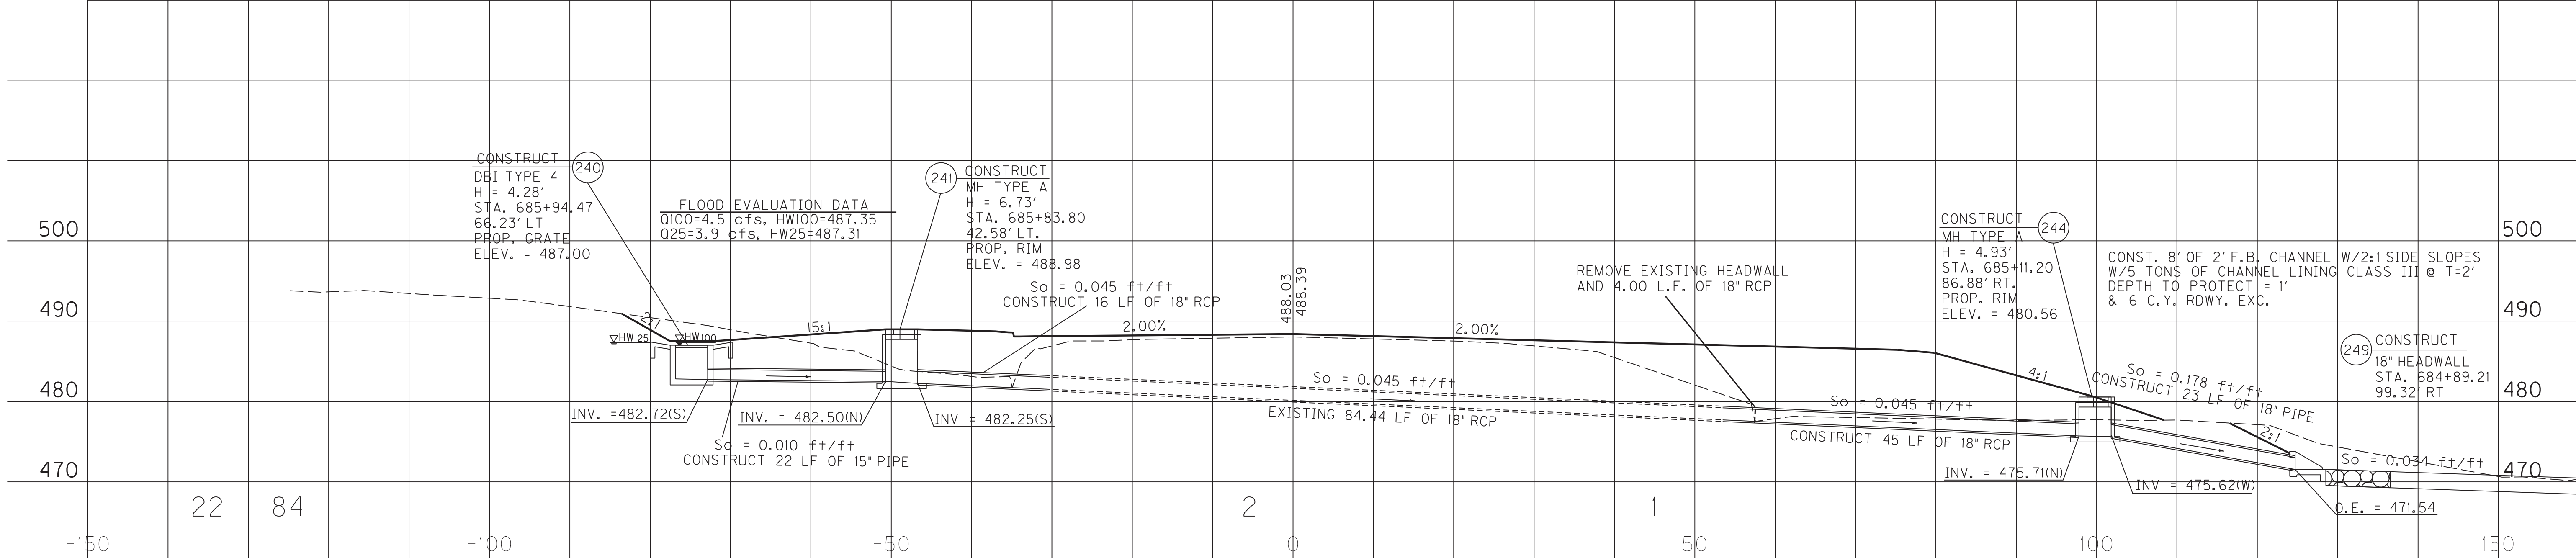 CONSTRUCT
240
DBI TYPE 4
H = 4.28'
STA. 685+94.47
66.23' LT
PROP. GRATE
ELEV. = 487.00
FLOOD EVALUATION DATA
Q100=4.5 cfs, HW100=487.35
Q25=3.9 cfs, HW25=487.31
241
CONSTRUCT
MH TYPE A
H = 6.73'
STA. 685+83.80
42.58' LT.
PROP. RIM
ELEV. = 488.98
So = 0.045 ft/ft
CONSTRUCT 16 LF OF 18" RCP
488.03
488.39
REMOVE EXISTING HEADWALL
AND 4.00 L.F. OF 18" RCP
CONSTRUCT
244
MH TYPE A
H = 4.93'
STA. 685+11.20
86.88' RT.
PROP. RIM
ELEV. = 480.56
CONST. 8' OF 2' F.B. CHANNEL W/2:1 SIDE SLOPES
W/5 TONS OF CHANNEL LINING CLASS III @ T=2'
DEPTH TO PROTECT = 1'
& 6 C.Y. RDWY. EXC.
249
CONSTRUCT
18" HEADWALL
STA. 684+89.21
99.32' RT
500
490
480
470
500
490
480
470
2:1
HW 25
HW100
15:1
2.00%
2.00%
4:1
2:1
INV. =482.72(S)
INV. = 482.50(N)
INV = 482.25(S)
So = 0.010 ft/ft
CONSTRUCT 22 LF OF 15" PIPE
So = 0.045 ft/ft
EXISTING 84.44 LF OF 18" RCP
So = 0.045 ft/ft
CONSTRUCT 45 LF OF 18" RCP
So = 0.178 ft/ft
CONSTRUCT 23 LF OF 18" PIPE
INV. = 475.71(N)
INV = 475.62(W)
So = 0.034 ft/ft
O.E. = 471.54
22 84
2
1
-150 -100 -50 0 50 100 150